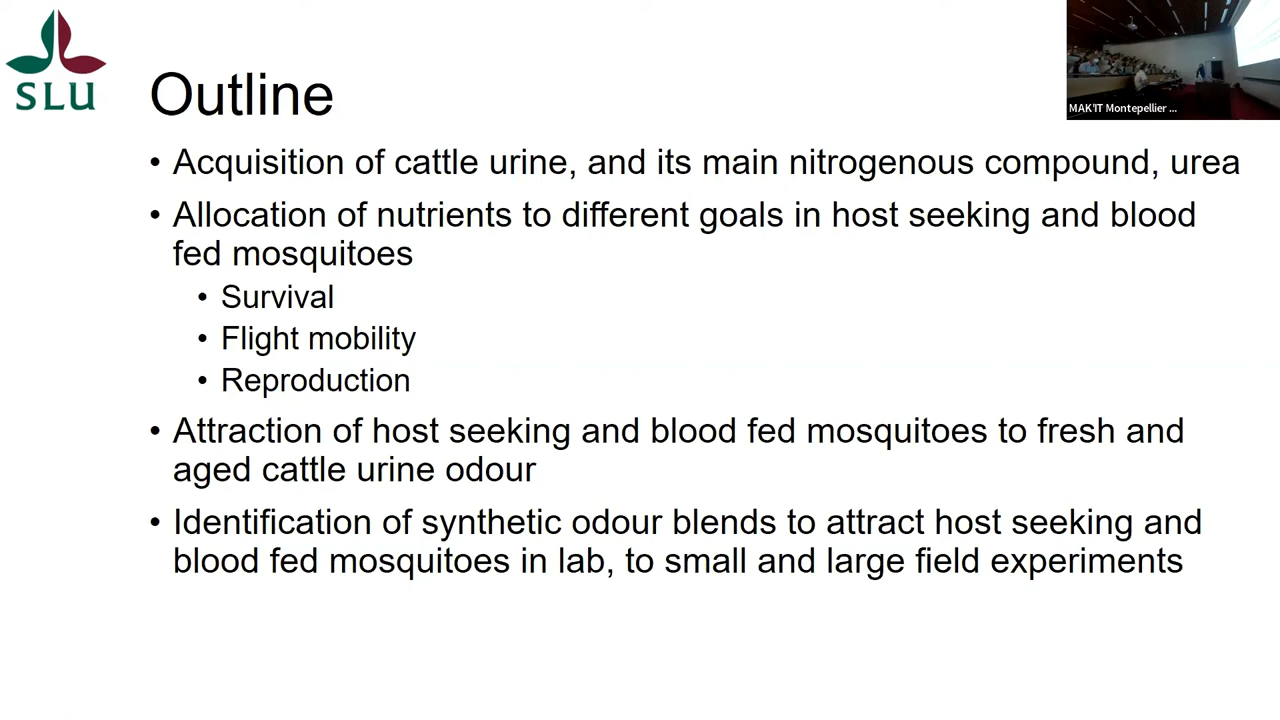 SLU
MAK'IT Montepellier ...
Outline
• Acquisition of cattle urine, and its main nitrogenous compound, urea
• Allocation of nutrients to different goals in host seeking and blood
fed mosquitoes
• Survival
• Flight mobility
• Reproduction
• Attraction of host seeking and blood fed mosquitoes to fresh and
aged cattle urine odour
• Identification of synthetic odour blends to attract host seeking and
blood fed mosquitoes in lab, to small and large field experiments